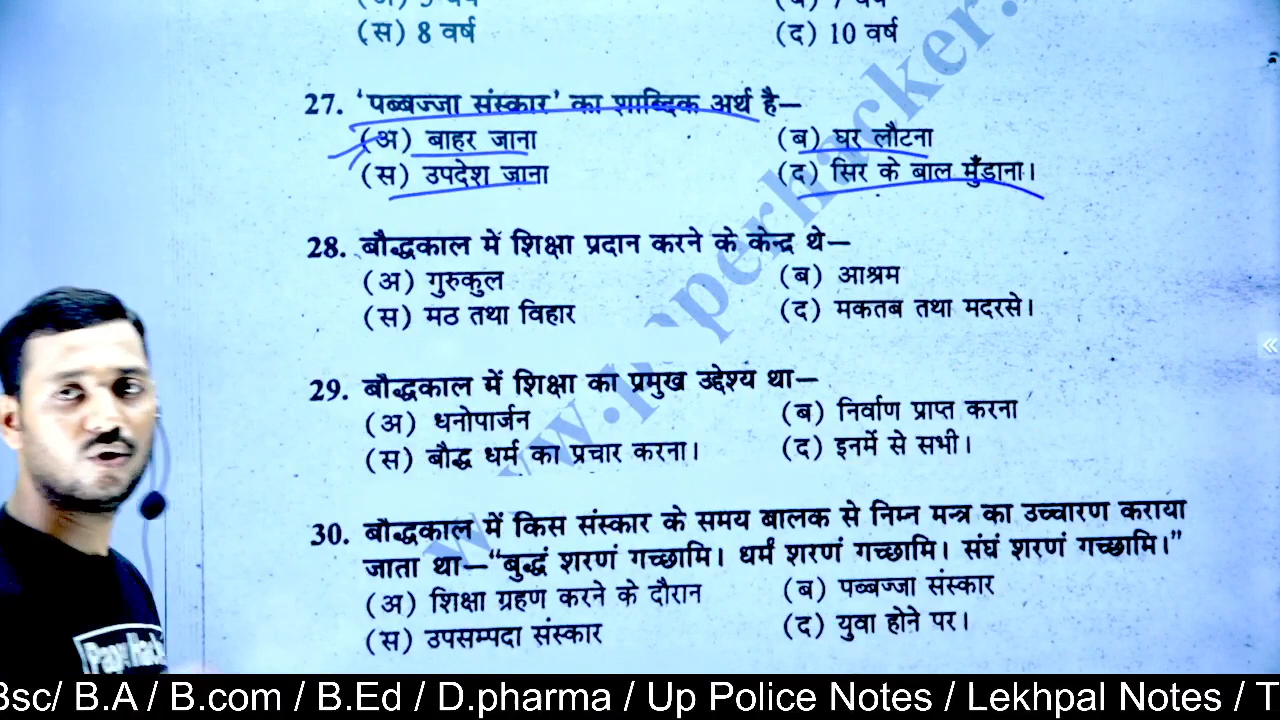 (स) 8 वर्ष (द) 10 वर्ष
27. 'पब्बज्जा संस्कार' का शाब्दिक अर्थ है—
(अ) बाहर जाना (ब) घर लौटना
(स) उपदेश जाना (द) सिर के बाल मुँडाना।
28. बौद्धकाल में शिक्षा प्रदान करने के केन्द्र थे—
(अ) गुरुकुल (ब) आश्रम
(स) मठ तथा विहार (द) मकतब तथा मदरसे।
29. बौद्धकाल में शिक्षा का प्रमुख उद्देश्य था—
(अ) धनोपार्जन (ब) निर्वाण प्राप्त करना
(स) बौद्ध धर्म का प्रचार करना। (द) इनमें से सभी।
30. बौद्धकाल में किस संस्कार के समय बालक से निम्न मन्त्र का उच्चारण कराया
जाता था—“बुद्धं शरणं गच्छामि। धर्मं शरणं गच्छामि। संघं शरणं गच्छामि।”
(अ) शिक्षा ग्रहण करने के दौरान (ब) पब्बज्जा संस्कार
(स) उपसम्पदा संस्कार (द) युवा होने पर।
Bsc/ B.A / B.com / B.Ed / D.pharma / Up Police Notes / Lekhpal Notes / T